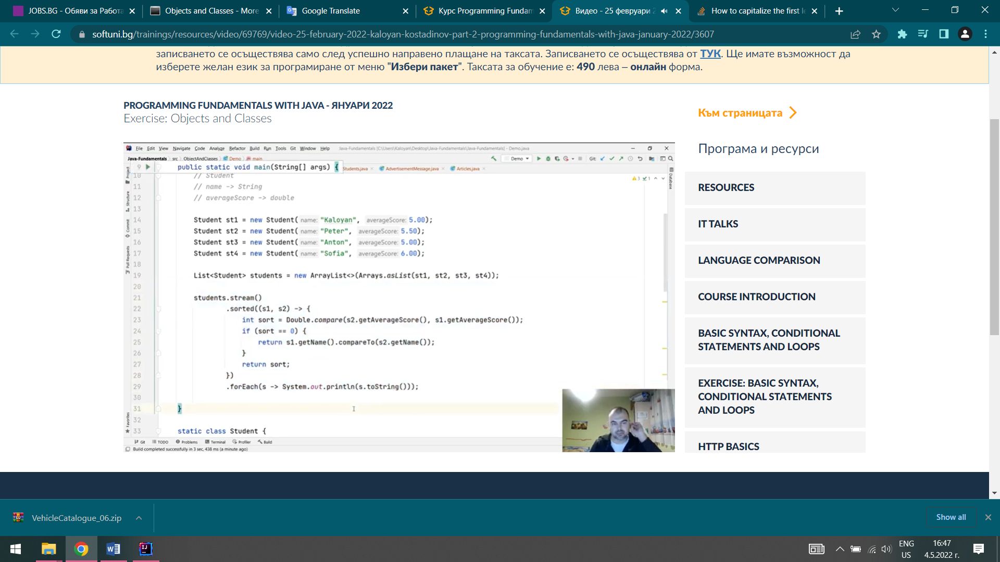 JOBS.BG - Обяви за Работа
Objects and Classes - More
Google Translate
Курс Programming Fundam
Видео - 25 февруари 2
How to capitalize the first le
softuni.bg/trainings/resources/video/69769/video-25-february-2022-kaloyan-kostadinov-part-2-programming-fundamentals-with-java-january-2022/3607
записването се осъществява само след успешно направено плащане на таксата. Записването се осъществява от ТУК. Ще имате възможност да
изберете желан език за програмиране от меню "Избери пакет". Таксата за обучение е: 490 лева – онлайн форма.
PROGRAMMING FUNDAMENTALS WITH JAVA - ЯНУАРИ 2022
Exercise: Objects and Classes
File Edit View Navigate Code Analyze Refactor Build Run Tools Git Window Help Java-Fundamentals [C:\Users\Kaloyan\Desktop\Java-Fundamentals\Java-Fundamentals] - Demo.java
Java-Fundamentals src ObjectAndClasses Demo main
Demo
Git:
Students.java AdvertisementMessage.java Articles.java
Project
Structure
Commit
Pull Requests
Favorites
Database
3 1
9 public static void main(String[] args) {
10 // Student
11 // name -> String
12 // averageScore -> double
13
14 Student st1 = new Student( name: "Kaloyan", averageScore: 5.00);
15 Student st2 = new Student( name: "Peter", averageScore: 5.50);
16 Student st3 = new Student( name: "Anton", averageScore: 5.00);
17 Student st4 = new Student( name: "Sofia", averageScore: 6.00);
18
19 List<Student> students = new ArrayList<>(Arrays.asList(st1, st2, st3, st4));
20
21 students.stream()
22 .sorted((s1, s2) -> {
23 int sort = Double.compare(s2.getAverageScore(), s1.getAverageScore());
24 if (sort == 0) {
25 return s1.getName().compareTo(s2.getName());
26 }
27 return sort;
28 })
29 .forEach(s -> System.out.println(s.toString()));
30
31 }
32
33 static class Student {
Git TODO Problems Terminal Profiler Build
Build completed successfully in 3 sec, 438 ms (a minute ago)
Към страницата
Програма и ресурси
RESOURCES
IT TALKS
LANGUAGE COMPARISON
COURSE INTRODUCTION
BASIC SYNTAX, CONDITIONAL
STATEMENTS AND LOOPS
EXERCISE: BASIC SYNTAX,
CONDITIONAL STATEMENTS
AND LOOPS
HTTP BASICS
VehicleCatalogue_06.zip
Show all
ENG
US
16:47
4.5.2022 г.